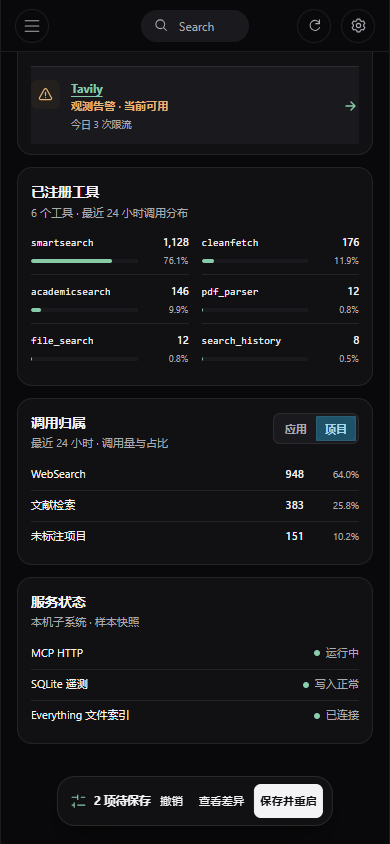 Search
Tavily
观测告警 · 当前可用
今日 3 次限流
已注册工具
6 个工具 · 最近 24 小时调用分布
smartsearch 1,128 cleanfetch 176
76.1% 11.9%
academicsearch 146 pdf_parser 12
9.9% 0.8%
file_search 12 search_history 8
0.8% 0.5%
调用归属 应用 项目
最近 24 小时 · 调用量与占比
WebSearch 948 64.0%
文献检索 383 25.8%
未标注项目 151 10.2%
服务状态
本机子系统 · 样本快照
MCP HTTP 运行中
SQLite 遥测 写入正常
Everything 文件索引 已连接
2 项待保存 撤销 查看差异 保存并重启